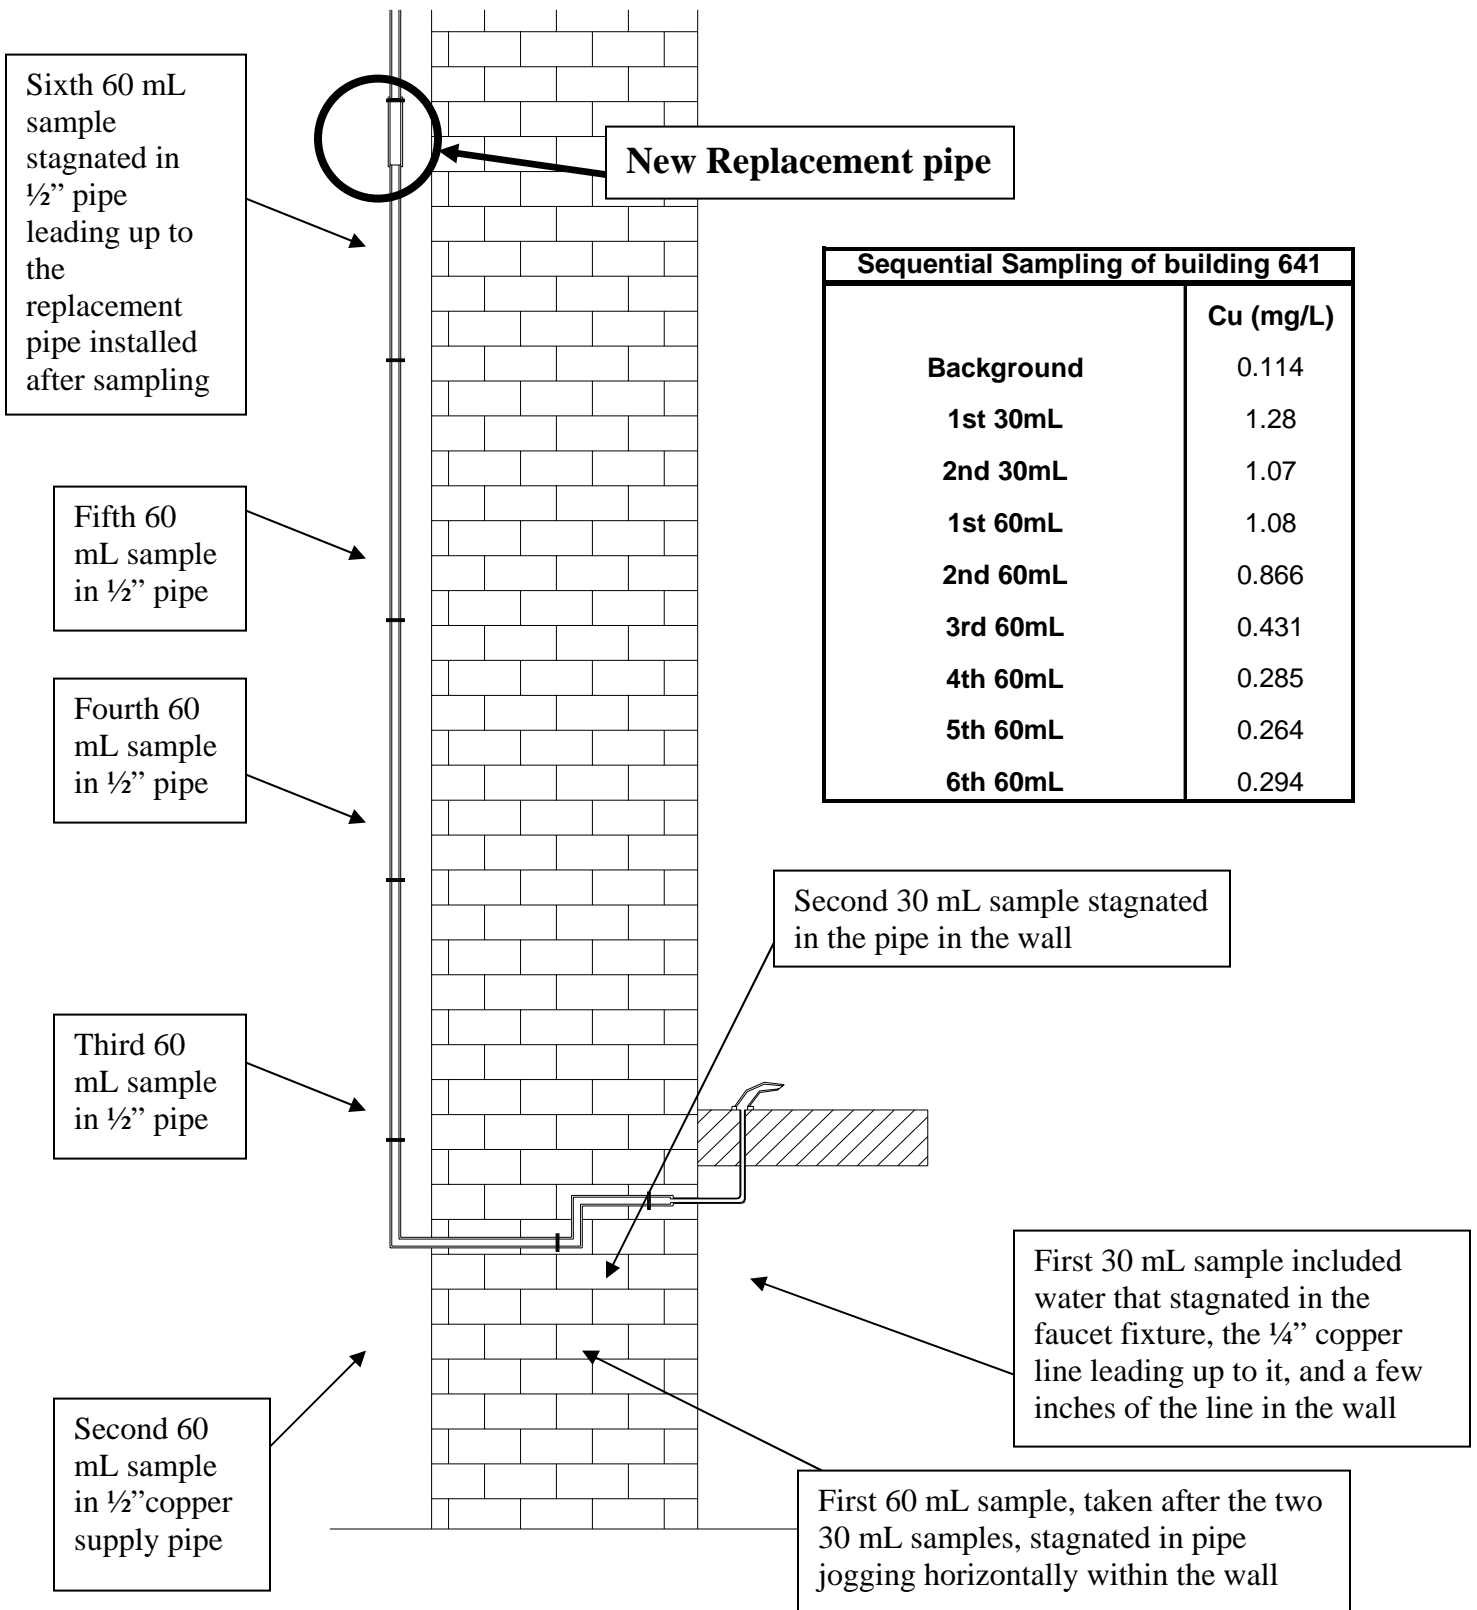 Sixth 60 mL
sample
stagnated in
½” pipe
leading up to
the
replacement
pipe installed
after sampling
New Replacement pipe
Sequential Sampling of building 641
Cu (mg/L)
Background 0.114
1st 30mL 1.28
2nd 30mL 1.07
1st 60mL 1.08
2nd 60mL 0.866
3rd 60mL 0.431
4th 60mL 0.285
5th 60mL 0.264
6th 60mL 0.294
Fifth 60
mL sample
in ½” pipe
Fourth 60
mL sample
in ½” pipe
Second 30 mL sample stagnated
in the pipe in the wall
Third 60
mL sample
in ½” pipe
First 30 mL sample included
water that stagnated in the
faucet fixture, the ¼” copper
line leading up to it, and a few
inches of the line in the wall
Second 60
mL sample
in ½”copper
supply pipe
First 60 mL sample, taken after the two
30 mL samples, stagnated in pipe
jogging horizontally within the wall